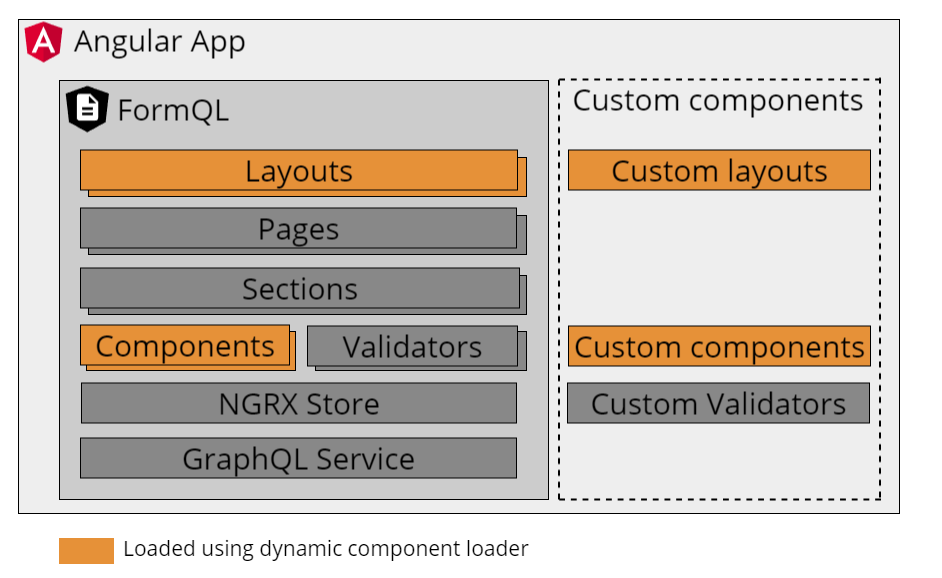 Angular App
FormQL
Custom components
Layouts
Custom layouts
Pages
Sections
Components
Validators
Custom components
NGRX Store
Custom Validators
GraphQL Service
Loaded using dynamic component loader